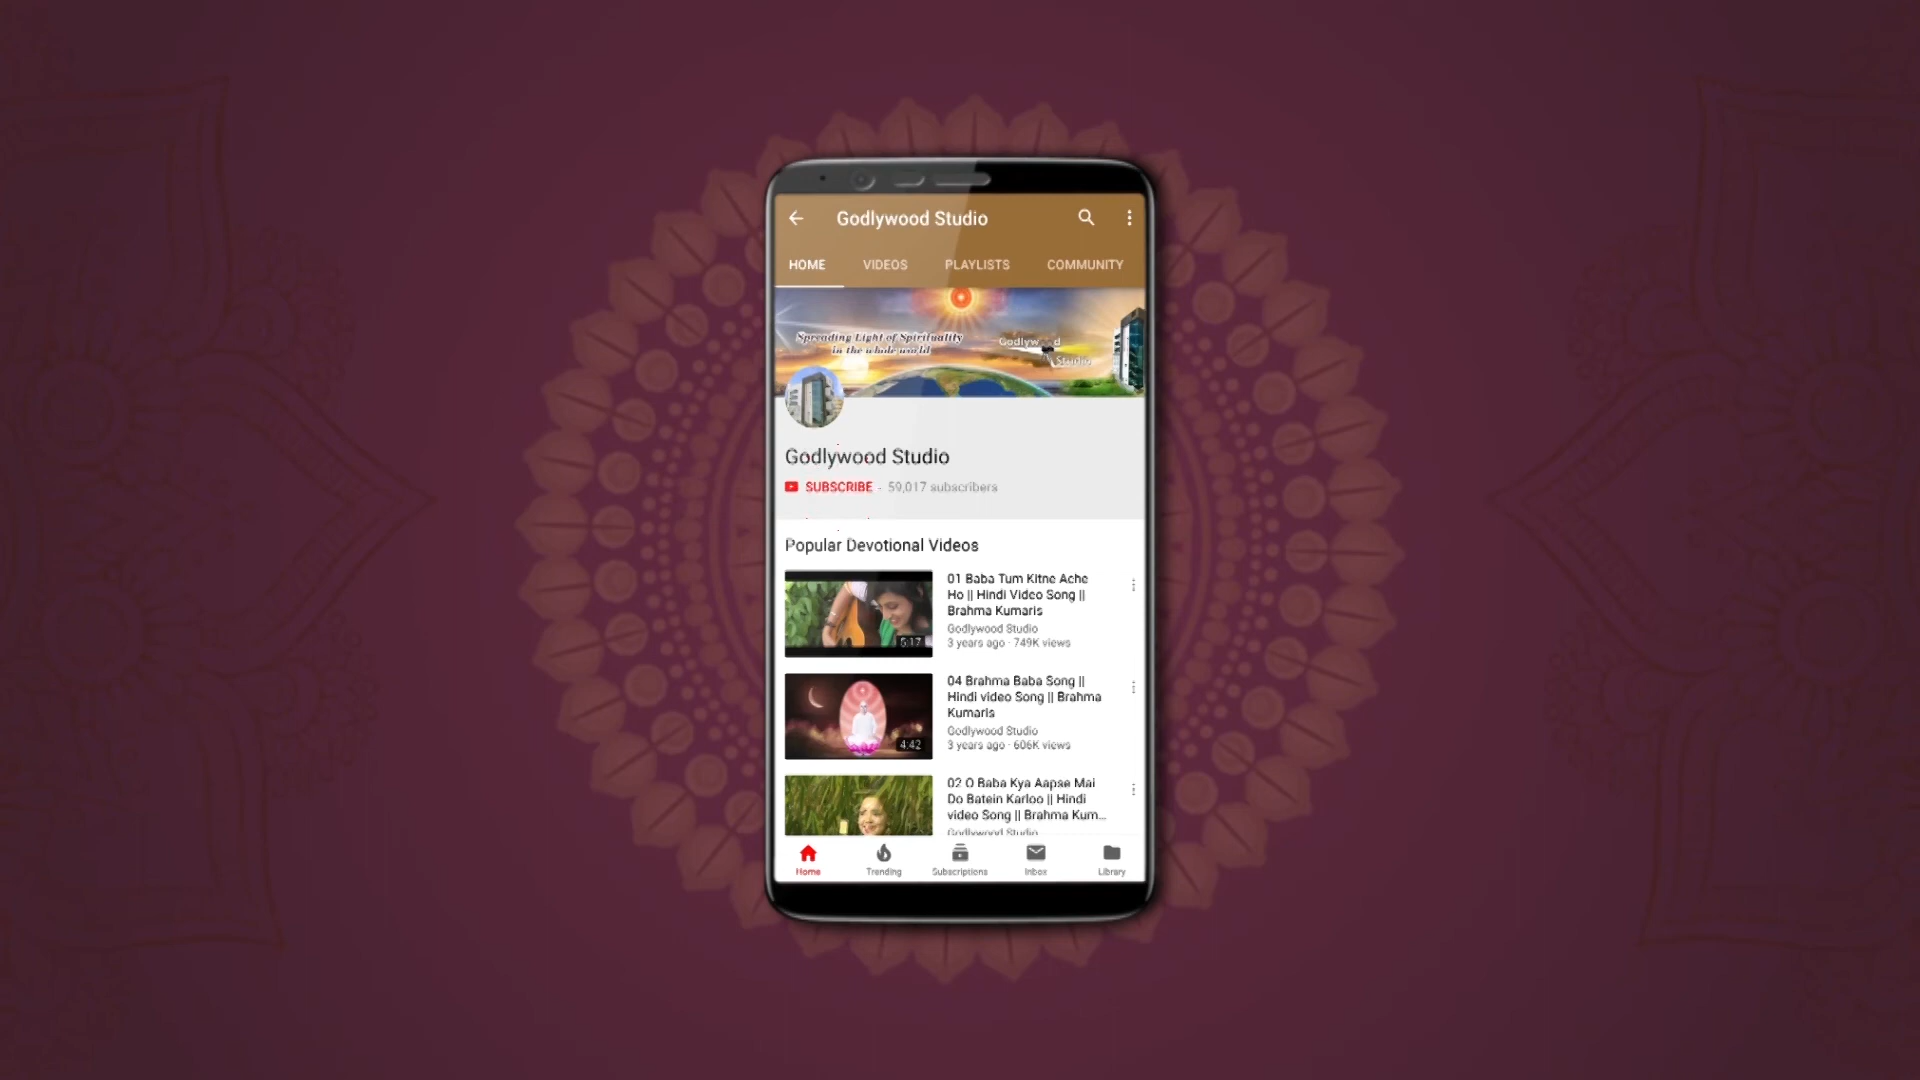 Godlywood Studio
HOME VIDEOS PLAYLISTS COMMUNITY
Spreading Light of Spirituality
in the whole world
Godlyw d
Studio
Godlywood Studio
SUBSCRIBE - 59,017 subscribers
Popular Devotional Videos
01 Baba Tum Kitne Ache
Ho || Hindi Video Song ||
Brahma Kumaris
Godlywood Studio
3 years ago · 749K views
5:17
04 Brahma Baba Song ||
Hindi video Song || Brahma
Kumaris
Godlywood Studio
3 years ago · 606K views
4:42
02 O Baba Kya Aapse Mai
Do Batein Karloo || Hindi
video Song || Brahma Kum...
Godlywood Studio
Home Trending Subscriptions Inbox Library